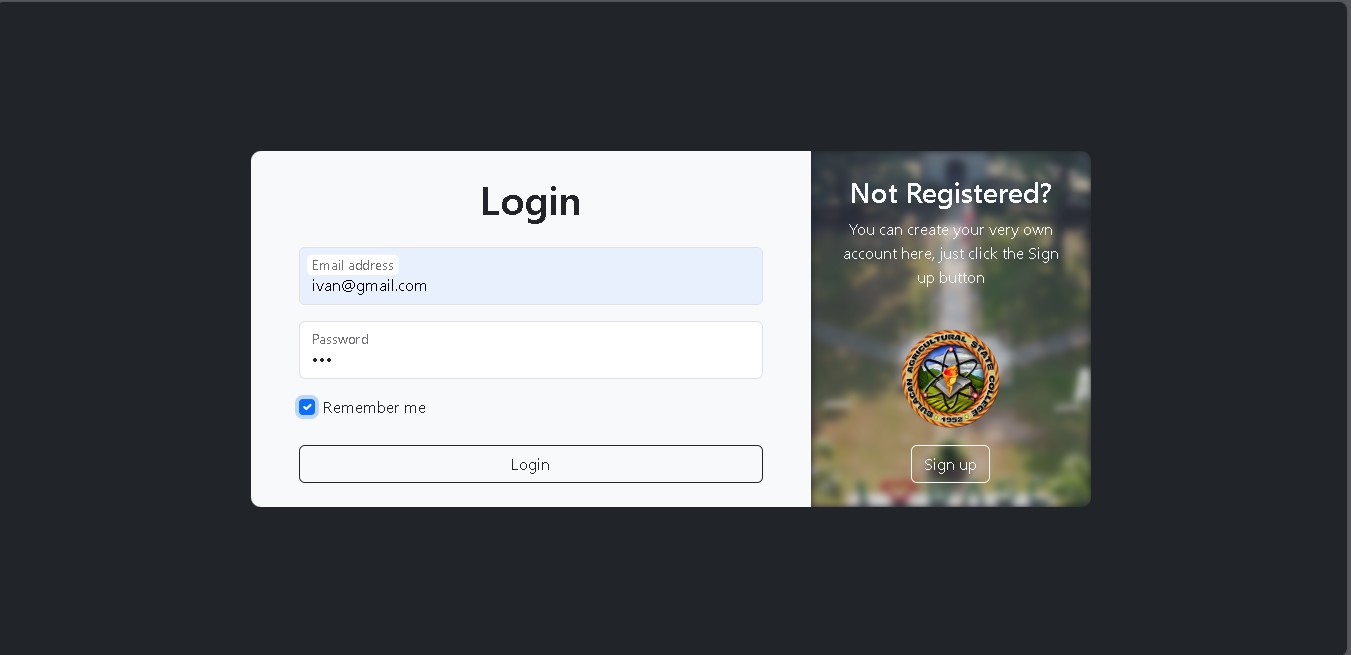 Login
Email address
ivan@gmail.com
Password
•••
Remember me
Login
Not Registered?
You can create your very own
account here, just click the Sign
up button
BULACAN AGRICULTURAL STATE COLLEGE
1952
Sign up